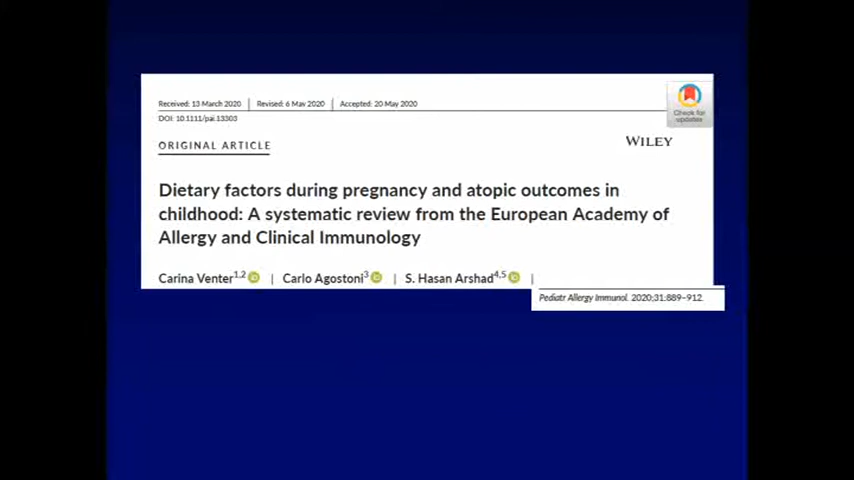 Received: 13 March 2020 | Revised: 6 May 2020 | Accepted: 20 May 2020
DOI: 10.1111/pai.13303
Check for
updates
ORIGINAL ARTICLE
WILEY
Dietary factors during pregnancy and atopic outcomes in
childhood: A systematic review from the European Academy of
Allergy and Clinical Immunology
Carina Venter1,2 | Carlo Agostoni3 | S. Hasan Arshad4,5 |
Pediatr Allergy Immunol. 2020;31:889–912.